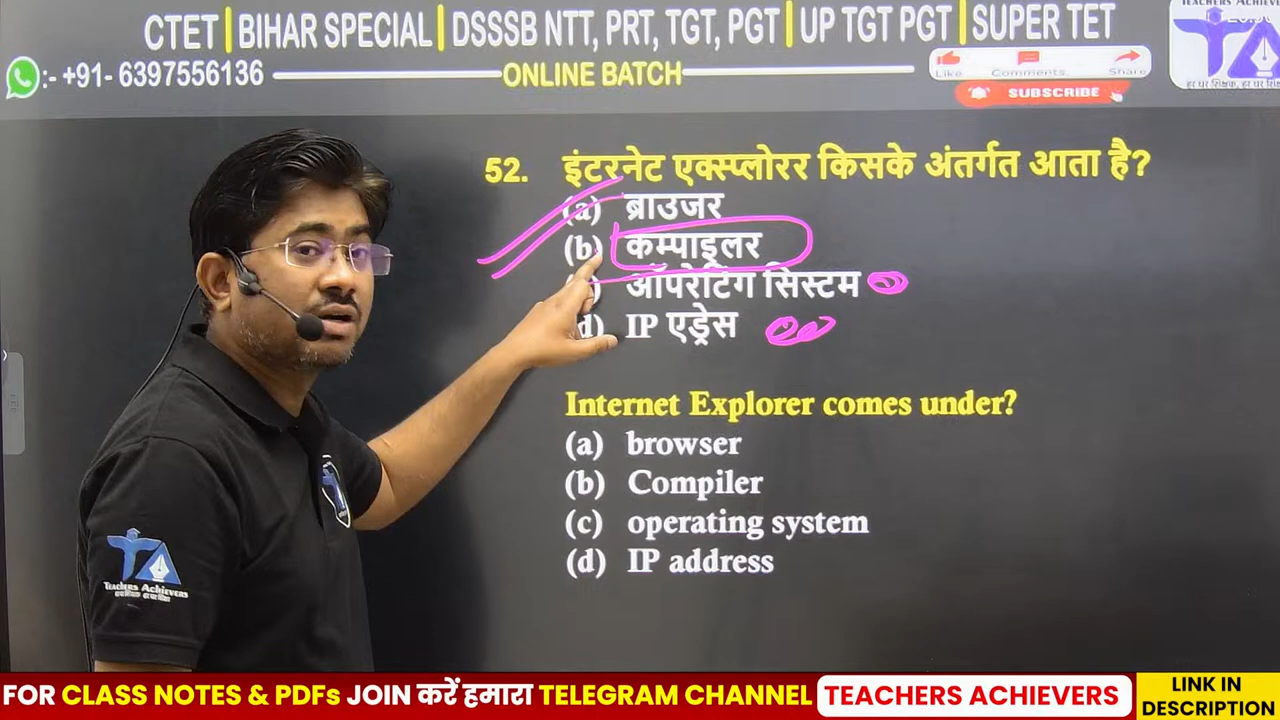 CTET | BIHAR SPECIAL | DSSSB NTT, PRT, TGT, PGT | UP TGT PGT | SUPER TET
:- +91- 6397556136 ONLINE BATCH
Like Comments Share
SUBSCRIBE
TEACHERS ACHIEVE
52. इंटरनेट एक्स्प्लोरर किसके अंतर्गत आता है?
(a) ब्राउजर
(b) कम्पाइलर
ऑपरेटिंग सिस्टम
d) IP एड्रेस
Internet Explorer comes under?
(a) browser
(b) Compiler
(c) operating system
(d) IP address
Teachers Achievers
FOR CLASS NOTES & PDFs JOIN करें हमारा TELEGRAM CHANNEL TEACHERS ACHIEVERS
LINK IN
DESCRIPTION